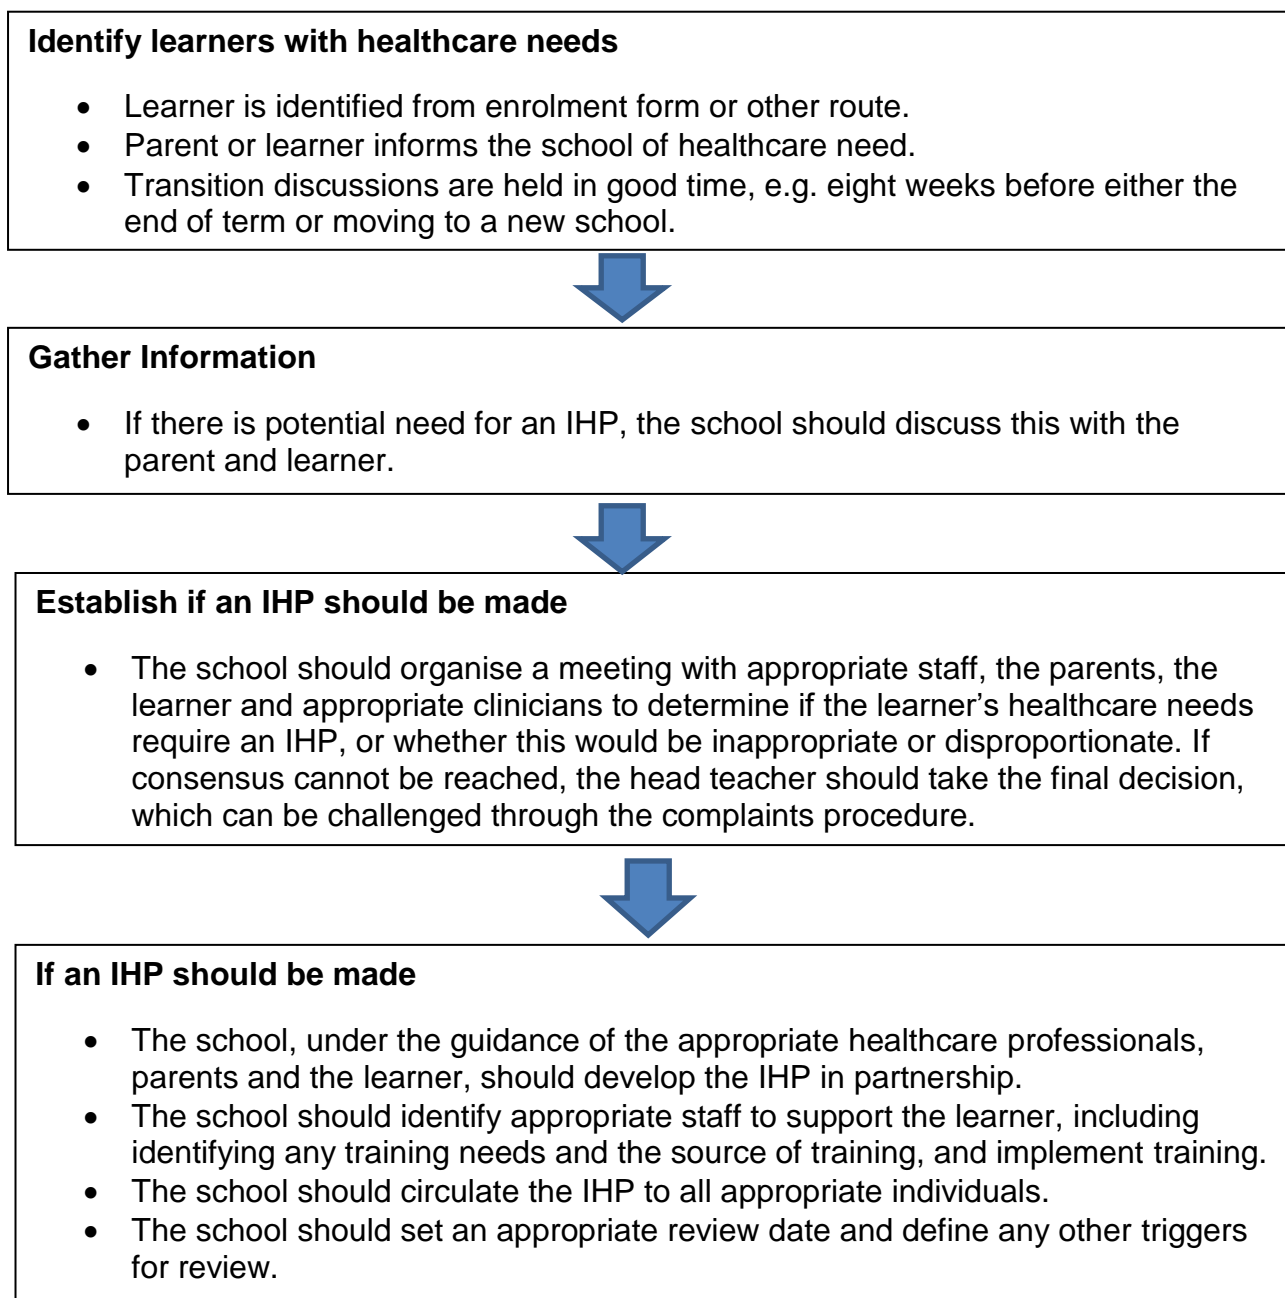 Identify learners with healthcare needs
• Learner is identified from enrolment form or other route.
• Parent or learner informs the school of healthcare need.
• Transition discussions are held in good time, e.g. eight weeks before either the
end of term or moving to a new school.
Gather Information
• If there is potential need for an IHP, the school should discuss this with the
parent and learner.
Establish if an IHP should be made
• The school should organise a meeting with appropriate staff, the parents, the
learner and appropriate clinicians to determine if the learner’s healthcare needs
require an IHP, or whether this would be inappropriate or disproportionate. If
consensus cannot be reached, the head teacher should take the final decision,
which can be challenged through the complaints procedure.
If an IHP should be made
• The school, under the guidance of the appropriate healthcare professionals,
parents and the learner, should develop the IHP in partnership.
• The school should identify appropriate staff to support the learner, including
identifying any training needs and the source of training, and implement training.
• The school should circulate the IHP to all appropriate individuals.
• The school should set an appropriate review date and define any other triggers
for review.